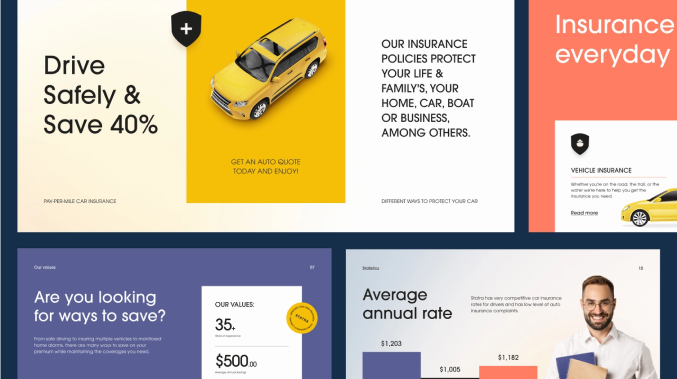 Drive
Safely &
Save 40%
PAY-PER-MILE CAR INSURANCE
GET AN AUTO QUOTE
TODAY AND ENJOY!
OUR INSURANCE
POLICIES PROTECT
YOUR LIFE &
FAMILY'S, YOUR
HOME, CAR, BOAT
OR BUSINESS,
AMONG OTHERS.
DIFFERENT WAYS TO PROTECT YOUR CAR
Insurance
everyday
VEHICLE INSURANCE
Whether you're on the road, the trail, or the
water we're here to help you get the
insurance you need.
Read more
Our values
07
Are you looking
for ways to save?
From safe driving to insuring multiple vehicles to monitored
home alarms, there are many ways to save on your
premium while maintaining the coverages you need.
OUR VALUES:
35+
$500,00
Statistics
10
Average
annual rate
has very competitive car insurance
rates for drivers and has low level of auto
insurance complaints.
$1,203
$1,005
$1,182